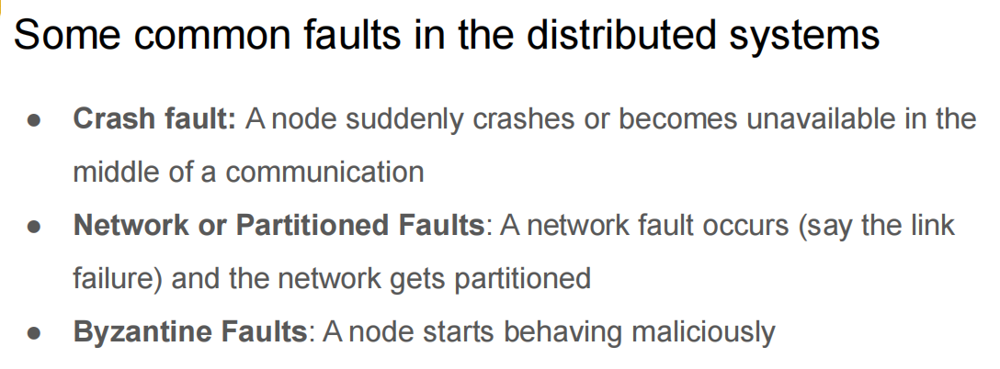 Some common faults in the distributed systems
● Crash fault: A node suddenly crashes or becomes unavailable in the
middle of a communication
● Network or Partitioned Faults: A network fault occurs (say the link
failure) and the network gets partitioned
● Byzantine Faults: A node starts behaving maliciously